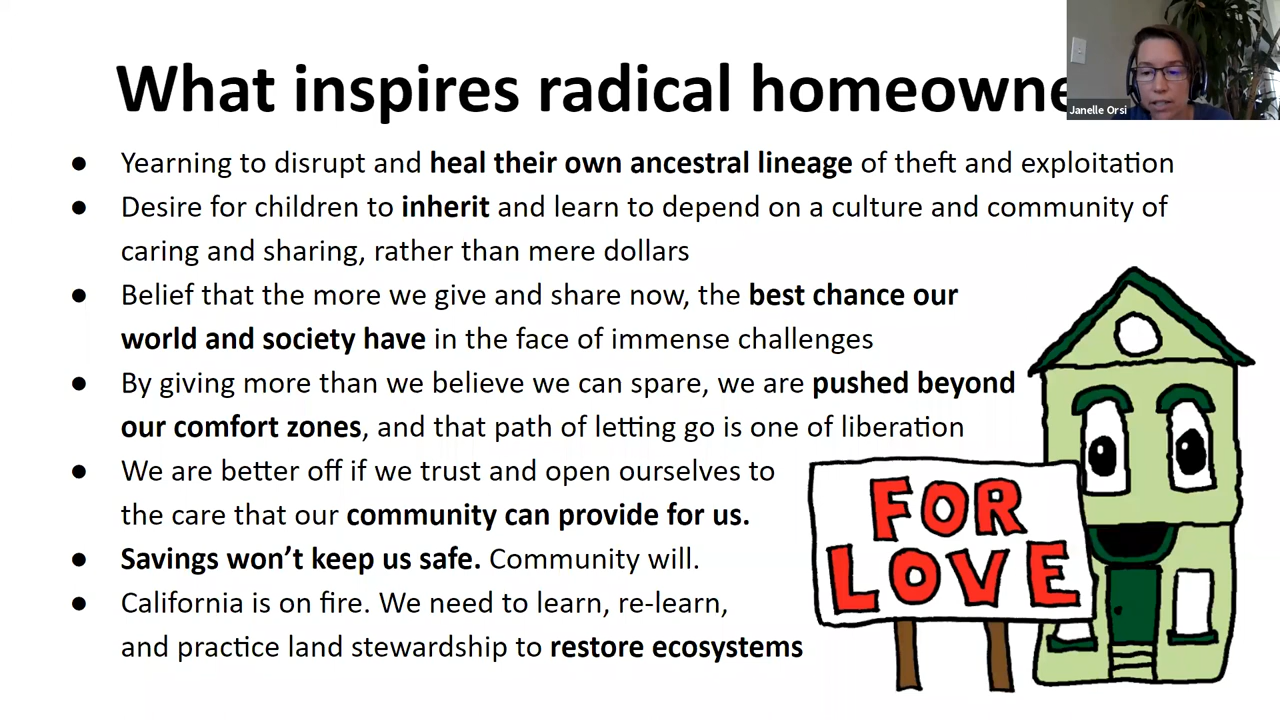 What inspires radical homeowne
Janelle Orsi
● Yearning to disrupt and heal their own ancestral lineage of theft and exploitation
● Desire for children to inherit and learn to depend on a culture and community of
caring and sharing, rather than mere dollars
● Belief that the more we give and share now, the best chance our
world and society have in the face of immense challenges
● By giving more than we believe we can spare, we are pushed beyond
our comfort zones, and that path of letting go is one of liberation
● We are better off if we trust and open ourselves to
the care that our community can provide for us.
● Savings won’t keep us safe. Community will.
● California is on fire. We need to learn, re-learn,
and practice land stewardship to restore ecosystems
FOR
LOVE